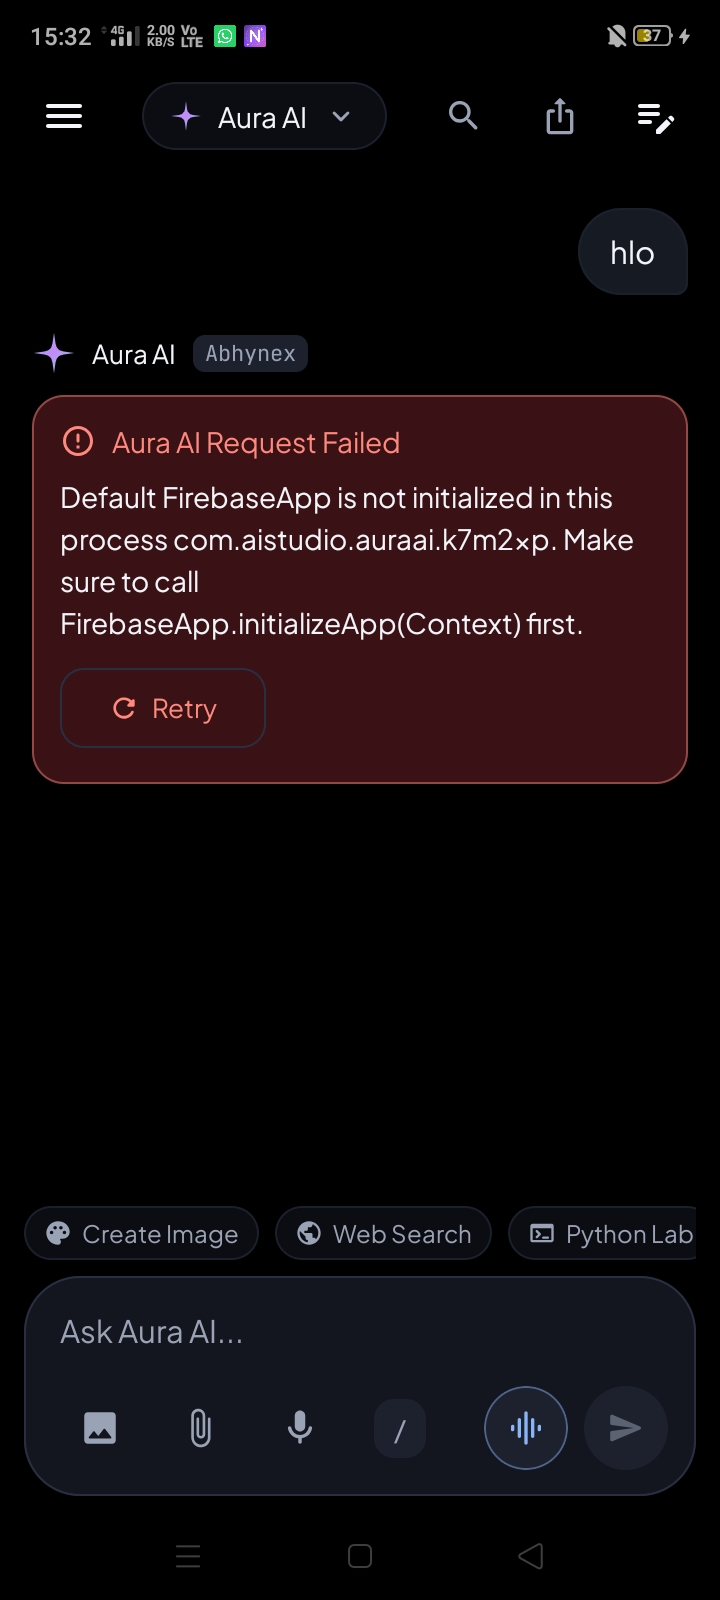 15:32 4G 2.00 KB/S Vo LTE N 37
Aura AI
hlo
Aura AI Abhynex
Aura AI Request Failed
Default FirebaseApp is not initialized in this
process com.aistudio.auraai.k7m2xp. Make
sure to call
FirebaseApp.initializeApp(Context) first.
Retry
Create Image Web Search Python Lab
Ask Aura AI...
/